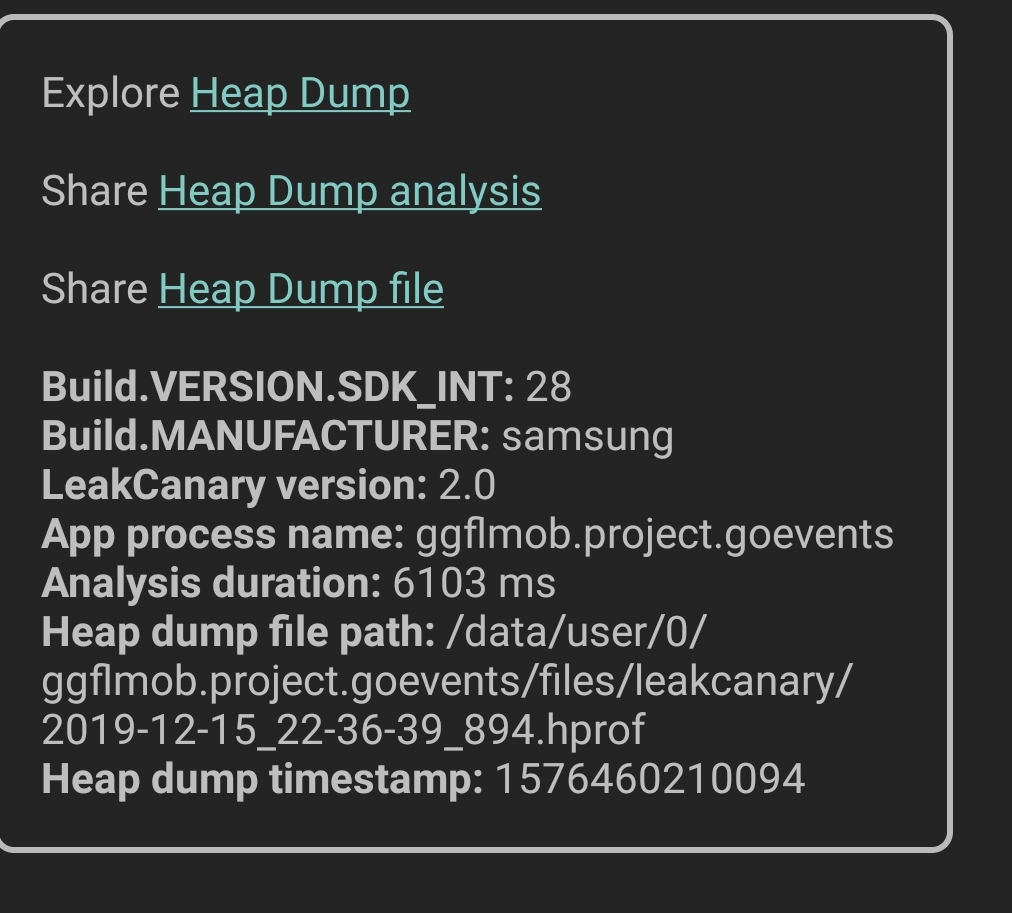 Explore Heap Dump
Share Heap Dump analysis
Share Heap Dump file
Build.VERSION.SDK_INT: 28
Build.MANUFACTURER: samsung
LeakCanary version: 2.0
App process name: ggflmob.project.goevents
Analysis duration: 6103 ms
Heap dump file path: /data/user/0/
ggflmob.project.goevents/files/leakcanary/
2019-12-15_22-36-39_894.hprof
Heap dump timestamp: 1576460210094